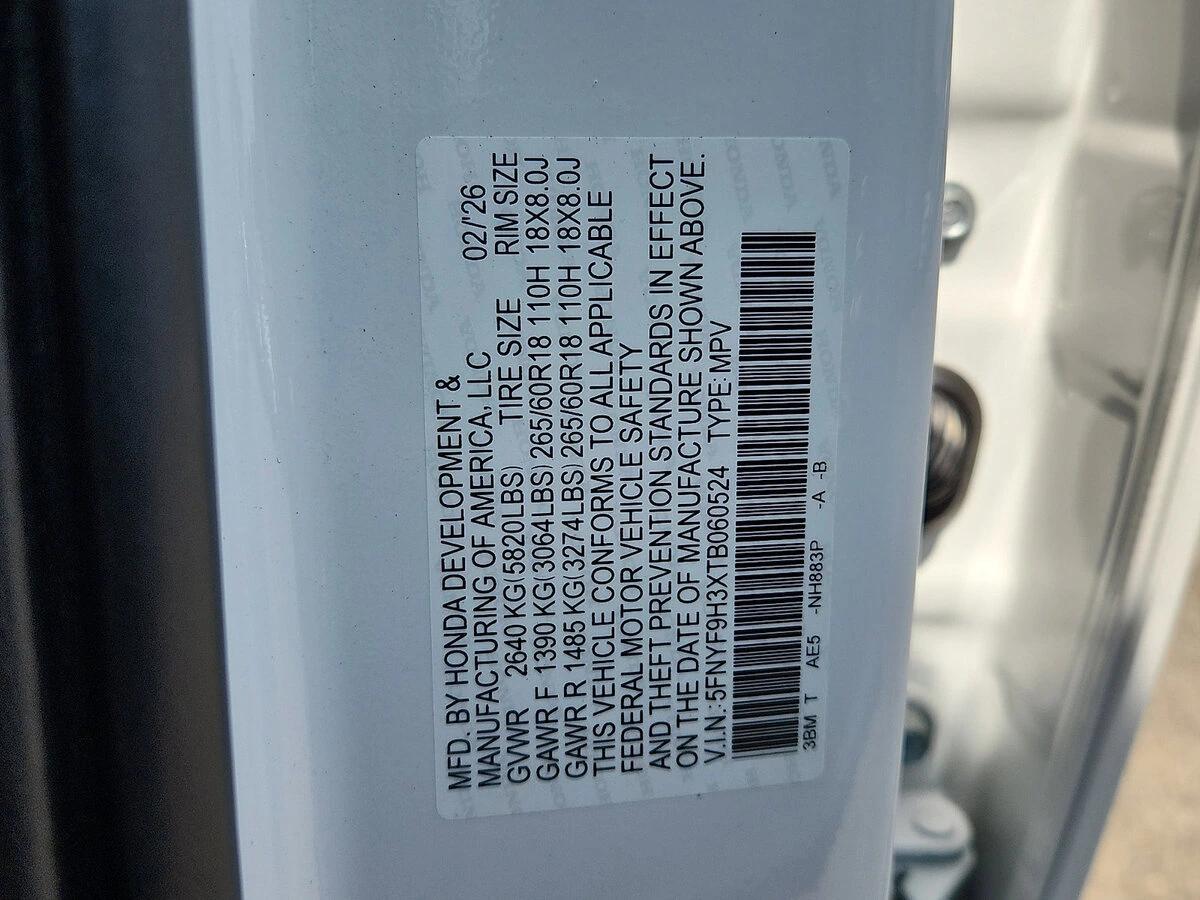 MFD. BY HONDA DEVELOPMENT &
MANUFACTURING OF AMERICA, LLC 02/'26
GVWR 2640 KG(5820LBS) TIRE SIZE RIM SIZE
GAWR F 1390 KG(3064LBS) 265/60R18 110H 18X8.0J
GAWR R 1485 KG(3274LBS) 265/60R18 110H 18X8.0J
THIS VEHICLE CONFORMS TO ALL APPLICABLE
FEDERAL MOTOR VEHICLE SAFETY
AND THEFT PREVENTION STANDARDS IN EFFECT
ON THE DATE OF MANUFACTURE SHOWN ABOVE.
V.I.N.: 5FNYF9H3XTB060524 TYPE:MPV
3BM T AE5 -NH883P -A -B